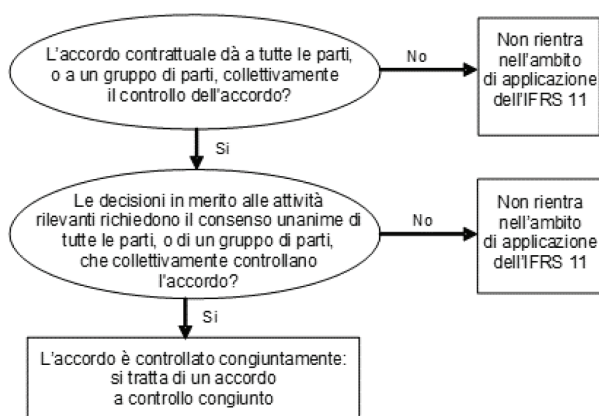 L'accordo contrattuale dà a tutte le parti,
o a un gruppo di parti, collettivamente
il controllo dell'accordo?
No
Non rientra
nell'ambito
di applicazione
dell'IFRS 11
Si
Le decisioni in merito alle attività
rilevanti richiedono il consenso unanime di
tutte le parti, o di un gruppo di parti,
che collettivamente controllano
l'accordo?
No
Non rientra
nell'ambito
di applicazione
dell'IFRS 11
Si
L'accordo è controllato congiuntamente:
si tratta di un accordo
a controllo congiunto